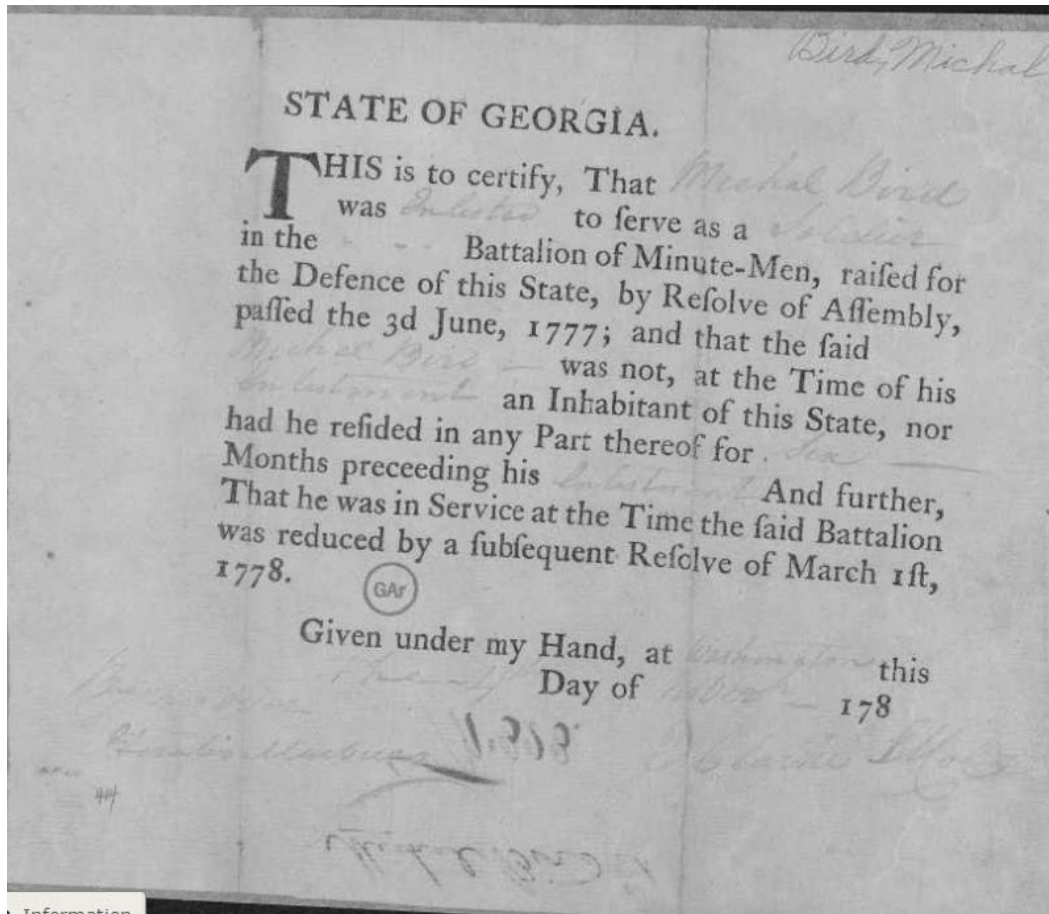 Bird, Michal
STATE OF GEORGIA.
THIS is to certify, That Michal Bird
was Inlisted to ſerve as a Soldier
in the - - - Battalion of Minute-Men, raiſed for
the Defence of this State, by Reſolve of Aſſembly,
paſſed the 3d June, 1777; and that the ſaid
Michal Bird — was not, at the Time of his
Inlistment an Inhabitant of this State, nor
had he reſided in any Part thereof for Six —
Months preceeding his Inlistment And further,
That he was in Service at the Time the ſaid Battalion
was reduced by a ſubſequent Reſolve of March 1ſt,
1778.
GAr
Given under my Hand, at Washington this
Day of 178
Horatio Marbury
414
Information